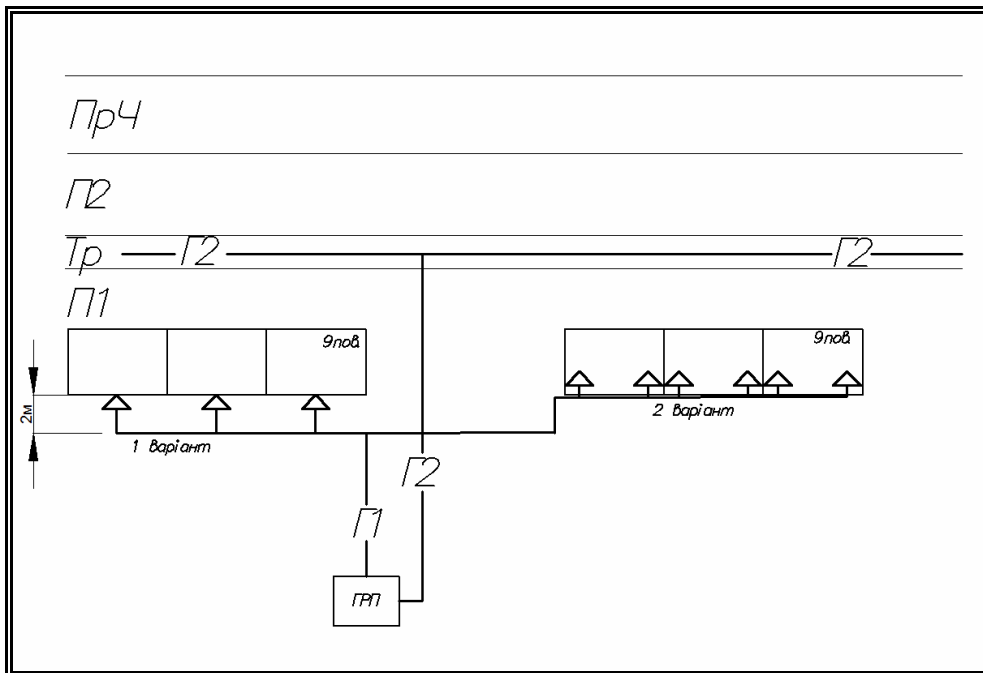 ПрЧ
П2
Тр Г2 Г2
П1
9пов. 9пов.
2м
1 Варіант
2 Варіант
Г2
Г1
ГРП